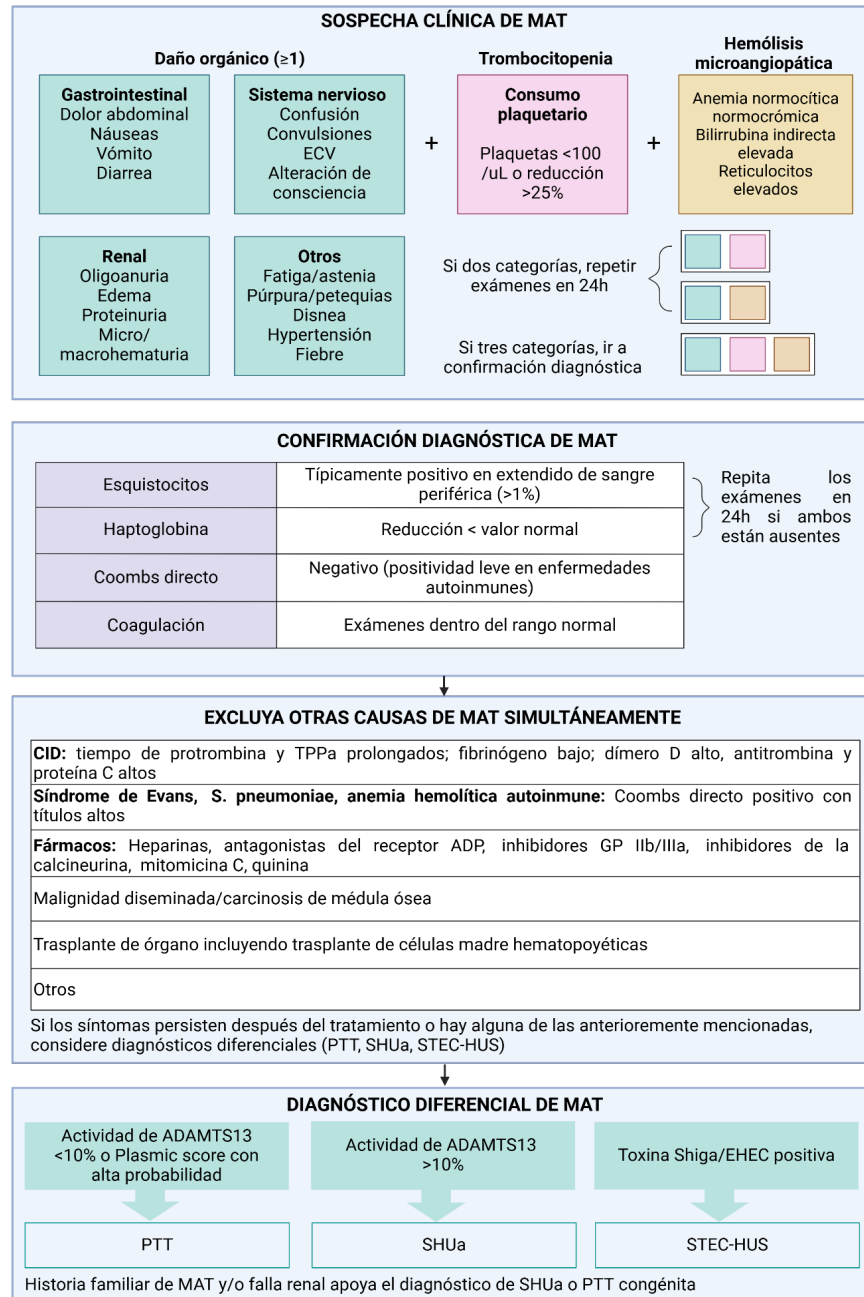 SOSPECHA CLÍNICA DE MAT
Daño orgánico (≥1)
Trombocitopenia
Hemólisis
microangiopática
Gastrointestinal
Dolor abdominal
Náuseas
Vómito
Diarrea
Sistema nervioso
Confusión
Convulsiones
ECV
Alteración de
consciencia
+
Consumo
plaquetario
Plaquetas <100
/uL o reducción
>25%
+
Anemia normocítica
normocrómica
Bilirrubina indirecta
elevada
Reticulocitos
elevados
Renal
Oligoanuria
Edema
Proteinuria
Micro/
macrohematuria
Otros
Fatiga/astenia
Púrpura/petequias
Disnea
Hypertensión
Fiebre
Si dos categorías, repetir
exámenes en 24h
Si tres categorías, ir a
confirmación diagnóstica
CONFIRMACIÓN DIAGNÓSTICA DE MAT
Esquistocitos
Típicamente positivo en extendido de sangre
periférica (>1%)
Haptoglobina
Reducción < valor normal
Coombs directo
Negativo (positividad leve en enfermedades
autoinmunes)
Coagulación
Exámenes dentro del rango normal
Repita los
exámenes en
24h si ambos
están ausentes
EXCLUYA OTRAS CAUSAS DE MAT SIMULTÁNEAMENTE
CID: tiempo de protrombina y TPPa prolongados; fibrinógeno bajo; dímero D alto, antitrombina y
proteína C altos
Síndrome de Evans, S. pneumoniae, anemia hemolítica autoinmune: Coombs directo positivo con
títulos altos
Fármacos: Heparinas, antagonistas del receptor ADP, inhibidores GP IIb/IIIa, inhibidores de la
calcineurina, mitomicina C, quinina
Malignidad diseminada/carcinosis de médula ósea
Trasplante de órgano incluyendo trasplante de células madre hematopoyéticas
Otros
Si los síntomas persisten después del tratamiento o hay alguna de las anterioremente mencionadas,
considere diagnósticos diferenciales (PTT, SHUa, STEC-HUS)
DIAGNÓSTICO DIFERENCIAL DE MAT
Actividad de ADAMTS13
<10% o Plasmic score con
alta probabilidad
Actividad de ADAMTS13
>10%
Toxina Shiga/EHEC positiva
PTT
SHUa
STEC-HUS
Historia familiar de MAT y/o falla renal apoya el diagnóstico de SHUa o PTT congénita